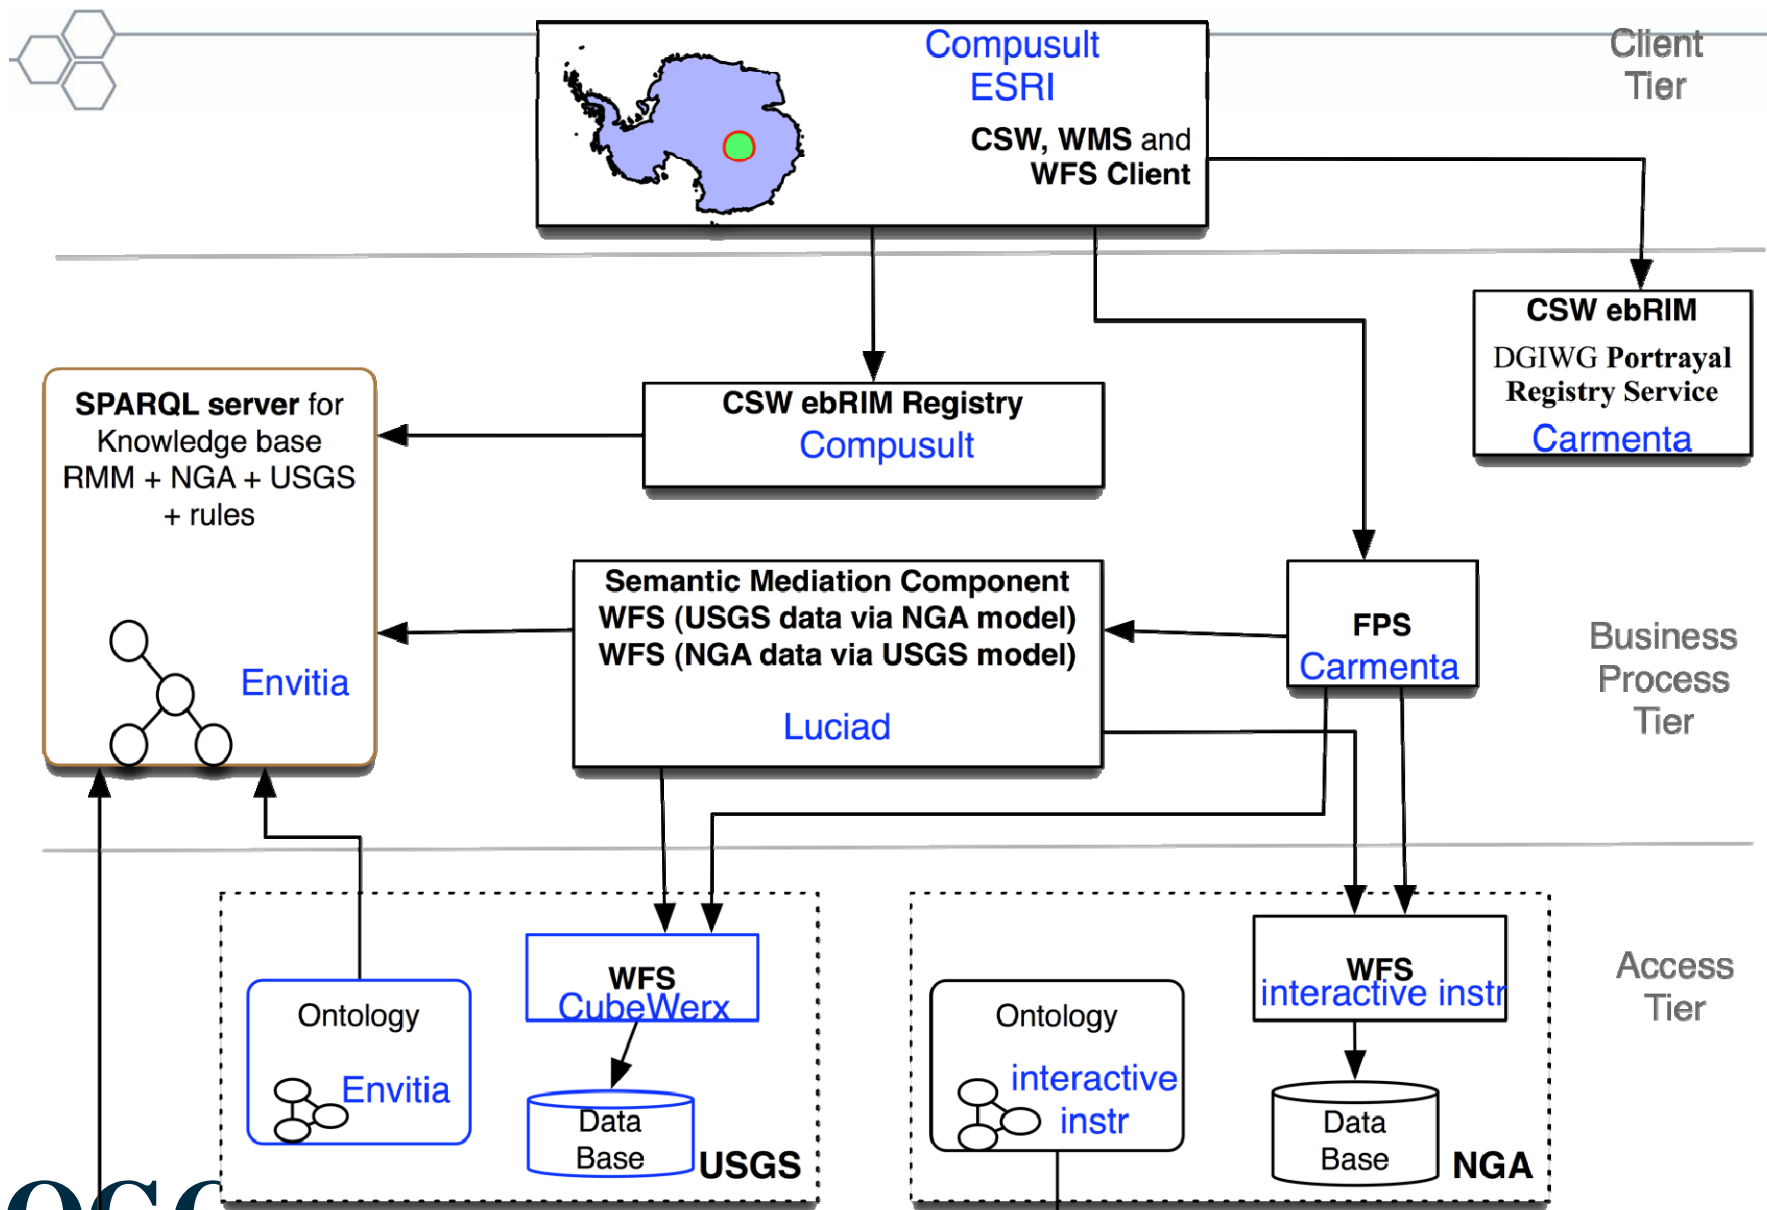 Compusult
ESRI
CSW, WMS and
WFS Client
Client
Tier
CSW ebRIM
DGIWG Portrayal
Registry Service
Carmenta
SPARQL server for
Knowledge base
RMM + NGA + USGS
+ rules
Envitia
CSW ebRIM Registry
Compusult
Semantic Mediation Component
WFS (USGS data via NGA model)
WFS (NGA data via USGS model)
Luciad
FPS
Carmenta
Business
Process
Tier
Ontology
Envitia
WFS
CubeWerx
Data
Base
USGS
Ontology
interactive
instr
WFS
interactive instr
Data
Base
NGA
Access
Tier